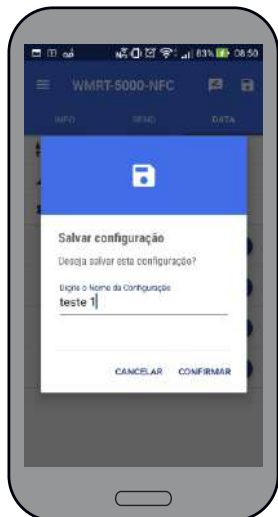 83% 08:50
WMRT-5000-NFC
INFO SEND DATA
Salvar configuração
Deseja salvar esta configuração?
Digite o Nome da Configuração
teste 1
CANCELAR CONFIRMAR